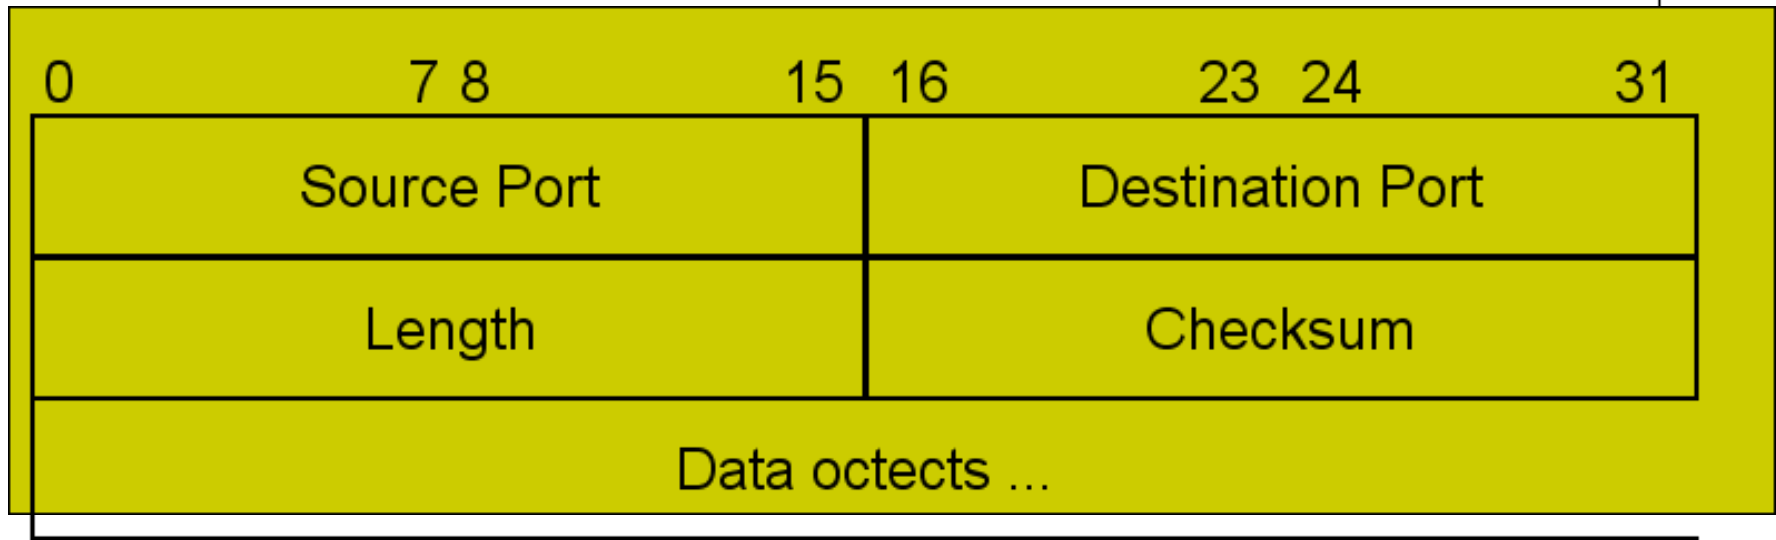 0 7 8 15 16 23 24 31
Source Port Destination Port
Length Checksum
Data octects ...